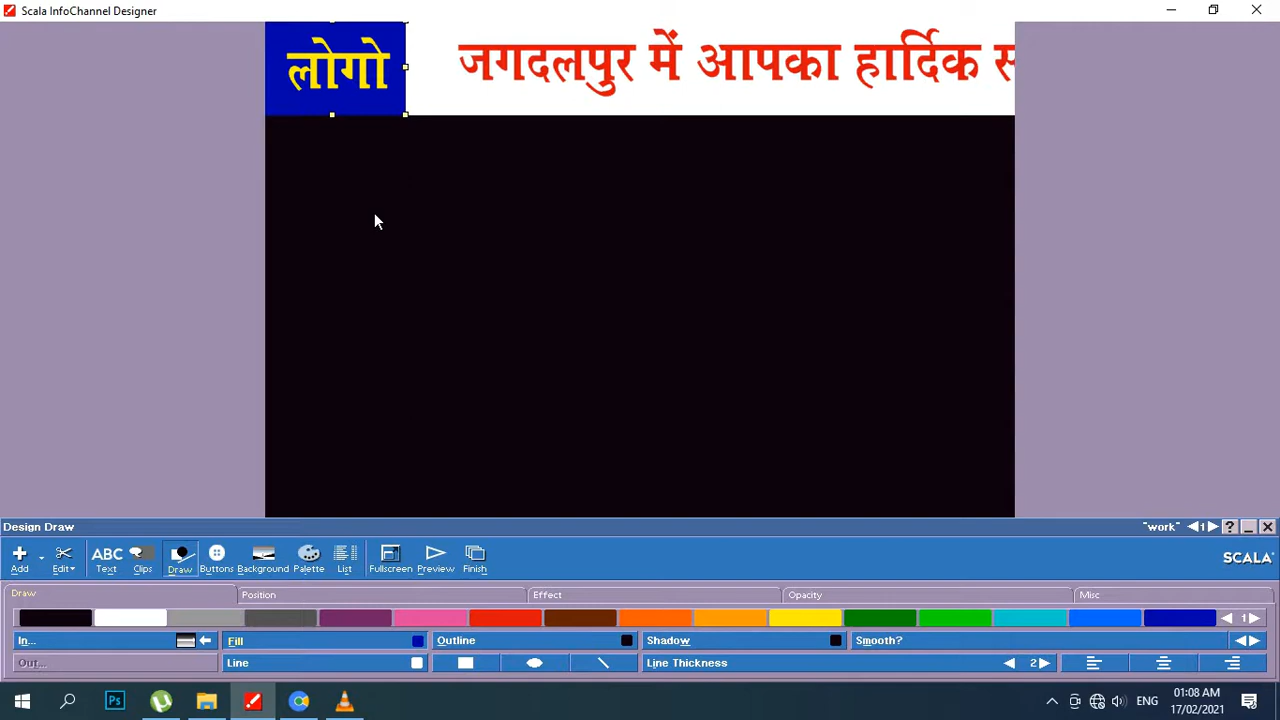 Scala InfoChannel Designer
लोगो
जगदलपुर में आपका हार्दिक
Design Draw
"work" 1
Add Edit Text Clips Draw Buttons Background Palette List Fullscreen Preview Finish
ABC
SCALA
Draw Position Effect Opacity Misc
1
In... Fill Outline Shadow Smooth?
Out... Line Line Thickness 2
Ps
ENG
01:08 AM
17/02/2021